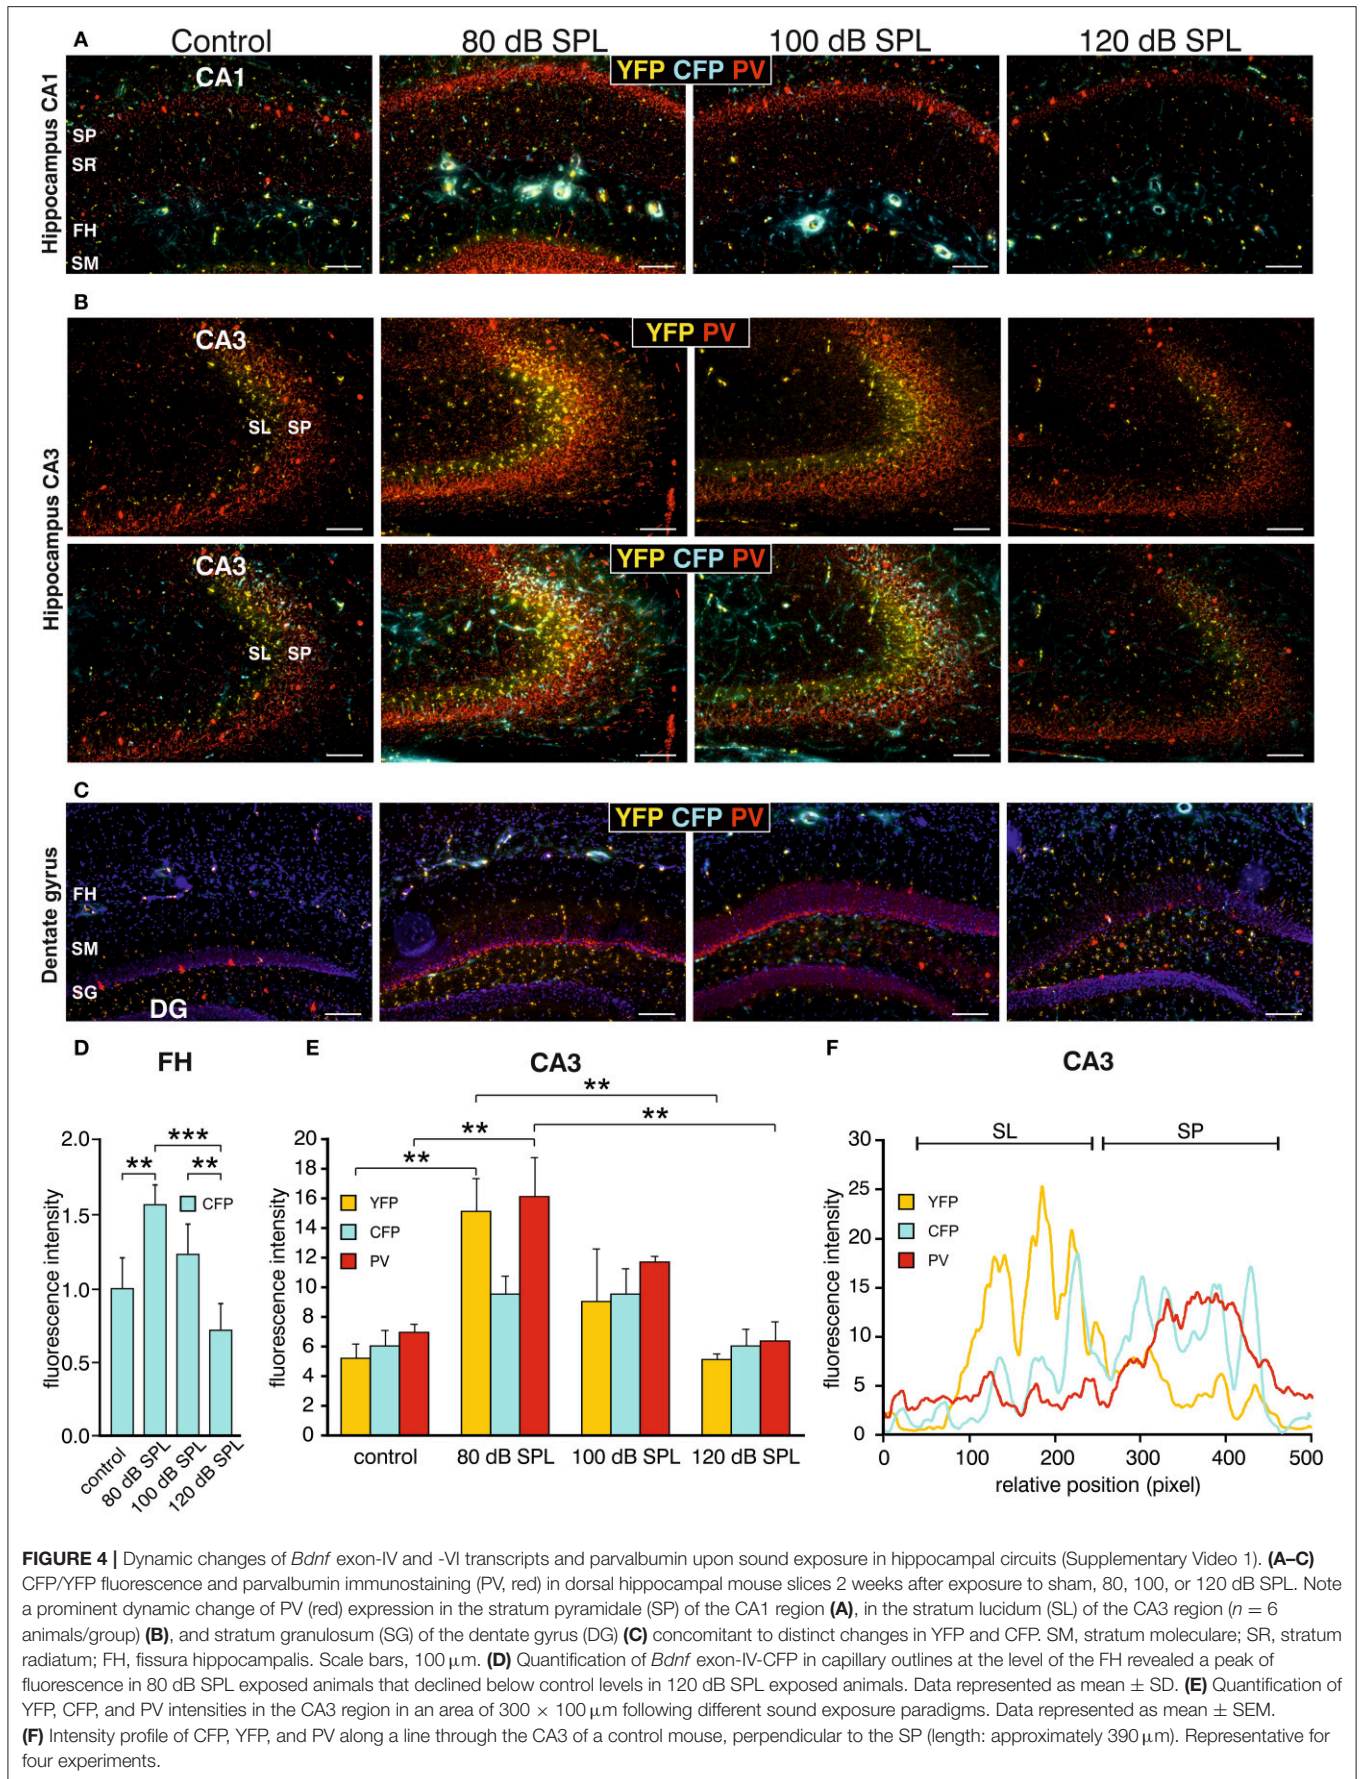 A
Control
80 dB SPL
100 dB SPL
120 dB SPL
Hippocampus CA1
CA1
YFP CFP PV
SP
SR
FH
SM
B
Hippocampus CA3
CA3
YFP PV
SL SP
CA3
YFP CFP PV
SL SP
C
Dentate gyrus
YFP CFP PV
FH
SM
SG
DG
D
FH
fluorescence intensity
2.0
1.5
1.0
0.5
0.0
***
**
**
CFP
control
80 dB SPL
100 dB SPL
120 dB SPL
E
CA3
fluorescence intensity
20
18
16
14
12
10
8
6
4
2
0
**
**
**
**
YFP
CFP
PV
control
80 dB SPL
100 dB SPL
120 dB SPL
F
CA3
fluorescence intensity
30
25
20
15
10
5
0
SL
SP
YFP
CFP
PV
0
100
200
300
400
500
relative position (pixel)
FIGURE 4 | Dynamic changes of Bdnf exon-IV and -VI transcripts and parvalbumin upon sound exposure in hippocampal circuits (Supplementary Video 1). (A–C)
CFP/YFP fluorescence and parvalbumin immunostaining (PV, red) in dorsal hippocampal mouse slices 2 weeks after exposure to sham, 80, 100, or 120 dB SPL. Note
a prominent dynamic change of PV (red) expression in the stratum pyramidale (SP) of the CA1 region (A), in the stratum lucidum (SL) of the CA3 region (n = 6
animals/group) (B), and stratum granulosum (SG) of the dentate gyrus (DG) (C) concomitant to distinct changes in YFP and CFP. SM, stratum moleculare; SR, stratum
radiatum; FH, fissura hippocampalis. Scale bars, 100 µm. (D) Quantification of Bdnf exon-IV-CFP in capillary outlines at the level of the FH revealed a peak of
fluorescence in 80 dB SPL exposed animals that declined below control levels in 120 dB SPL exposed animals. Data represented as mean ± SD. (E) Quantification of
YFP, CFP, and PV intensities in the CA3 region in an area of 300 × 100 µm following different sound exposure paradigms. Data represented as mean ± SEM.
(F) Intensity profile of CFP, YFP, and PV along a line through the CA3 of a control mouse, perpendicular to the SP (length: approximately 390 µm). Representative for
four experiments.